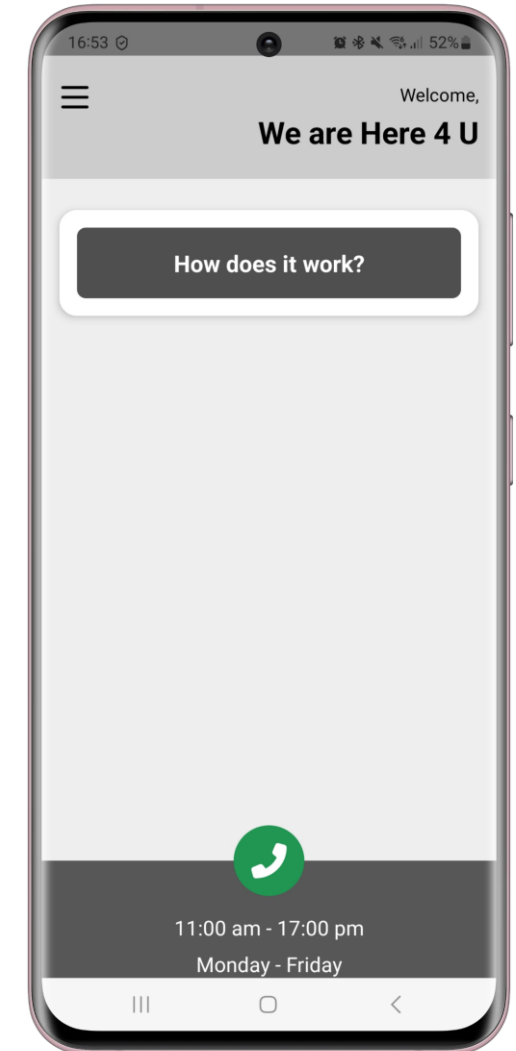 16:53
52%
Welcome,
We are Here 4 U
How does it work?
11:00 am - 17:00 pm
Monday - Friday